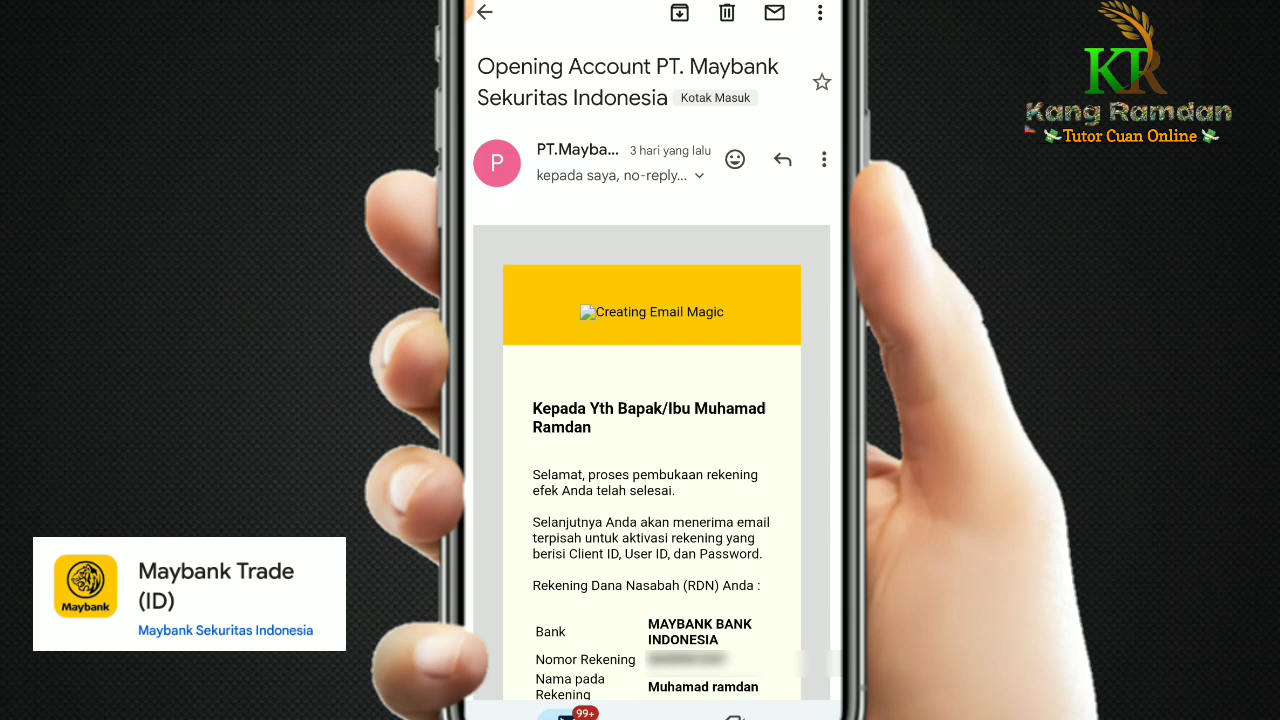 Opening Account PT. Maybank
Sekuritas Indonesia Kotak Masuk
P
PT.Mayba... 3 hari yang lalu
kepada saya, no-reply...
Creating Email Magic
Kepada Yth Bapak/Ibu Muhamad
Ramdan
Selamat, proses pembukaan rekening
efek Anda telah selesai.
Selanjutnya Anda akan menerima email
terpisah untuk aktivasi rekening yang
berisi Client ID, User ID, dan Password.
Rekening Dana Nasabah (RDN) Anda :
Bank MAYBANK BANK
INDONESIA
Nomor Rekening
Nama pada
Rekening Muhamad ramdan
99+
KR
Kang Ramdan
Tutor Cuan Online
Maybank
Maybank Trade
(ID)
Maybank Sekuritas Indonesia